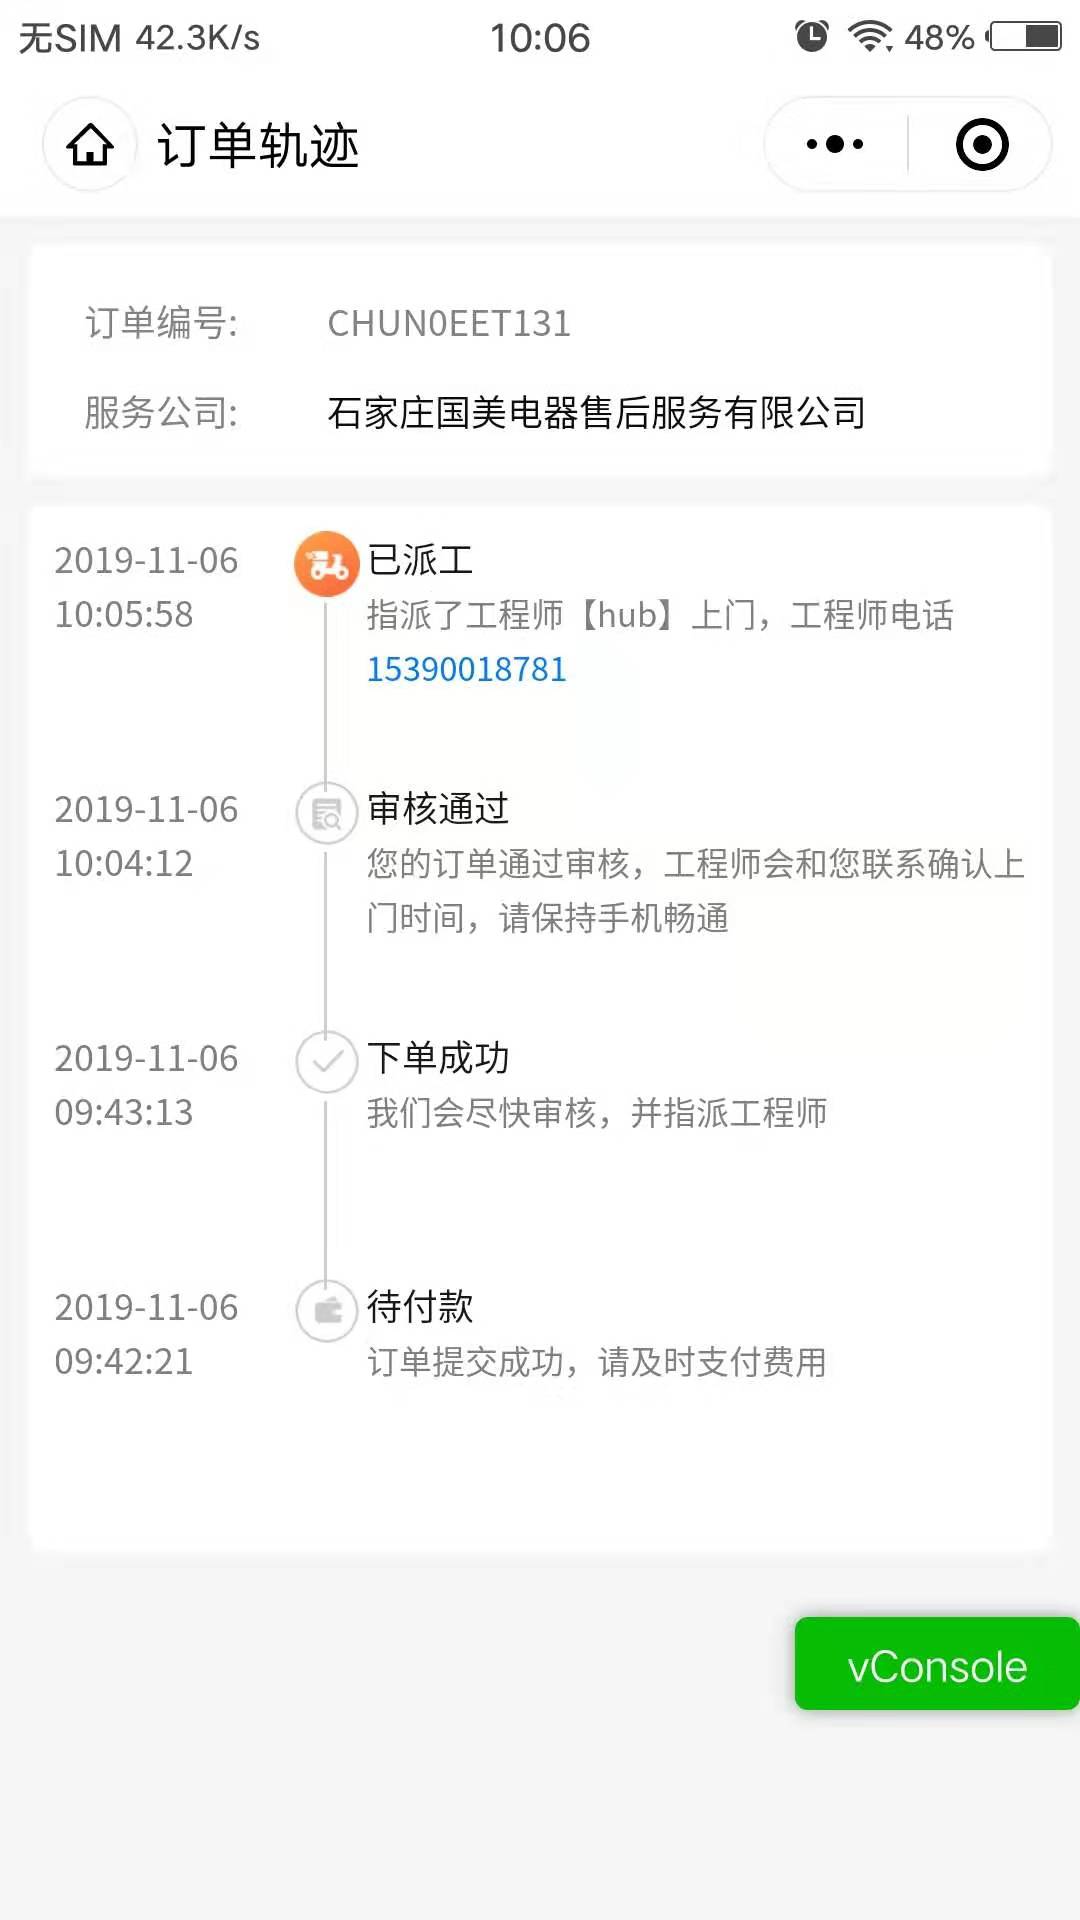 无SIM 42.3K/s 10:06 48%
订单轨迹
订单编号: CHUN0EET131
服务公司: 石家庄国美电器售后服务有限公司
2019-11-06 已派工
10:05:58 指派了工程师【hub】上门，工程师电话
15390018781
2019-11-06 审核通过
10:04:12 您的订单通过审核，工程师会和您联系确认上
门时间，请保持手机畅通
2019-11-06 下单成功
09:43:13 我们会尽快审核，并指派工程师
2019-11-06 待付款
09:42:21 订单提交成功，请及时支付费用
vConsole